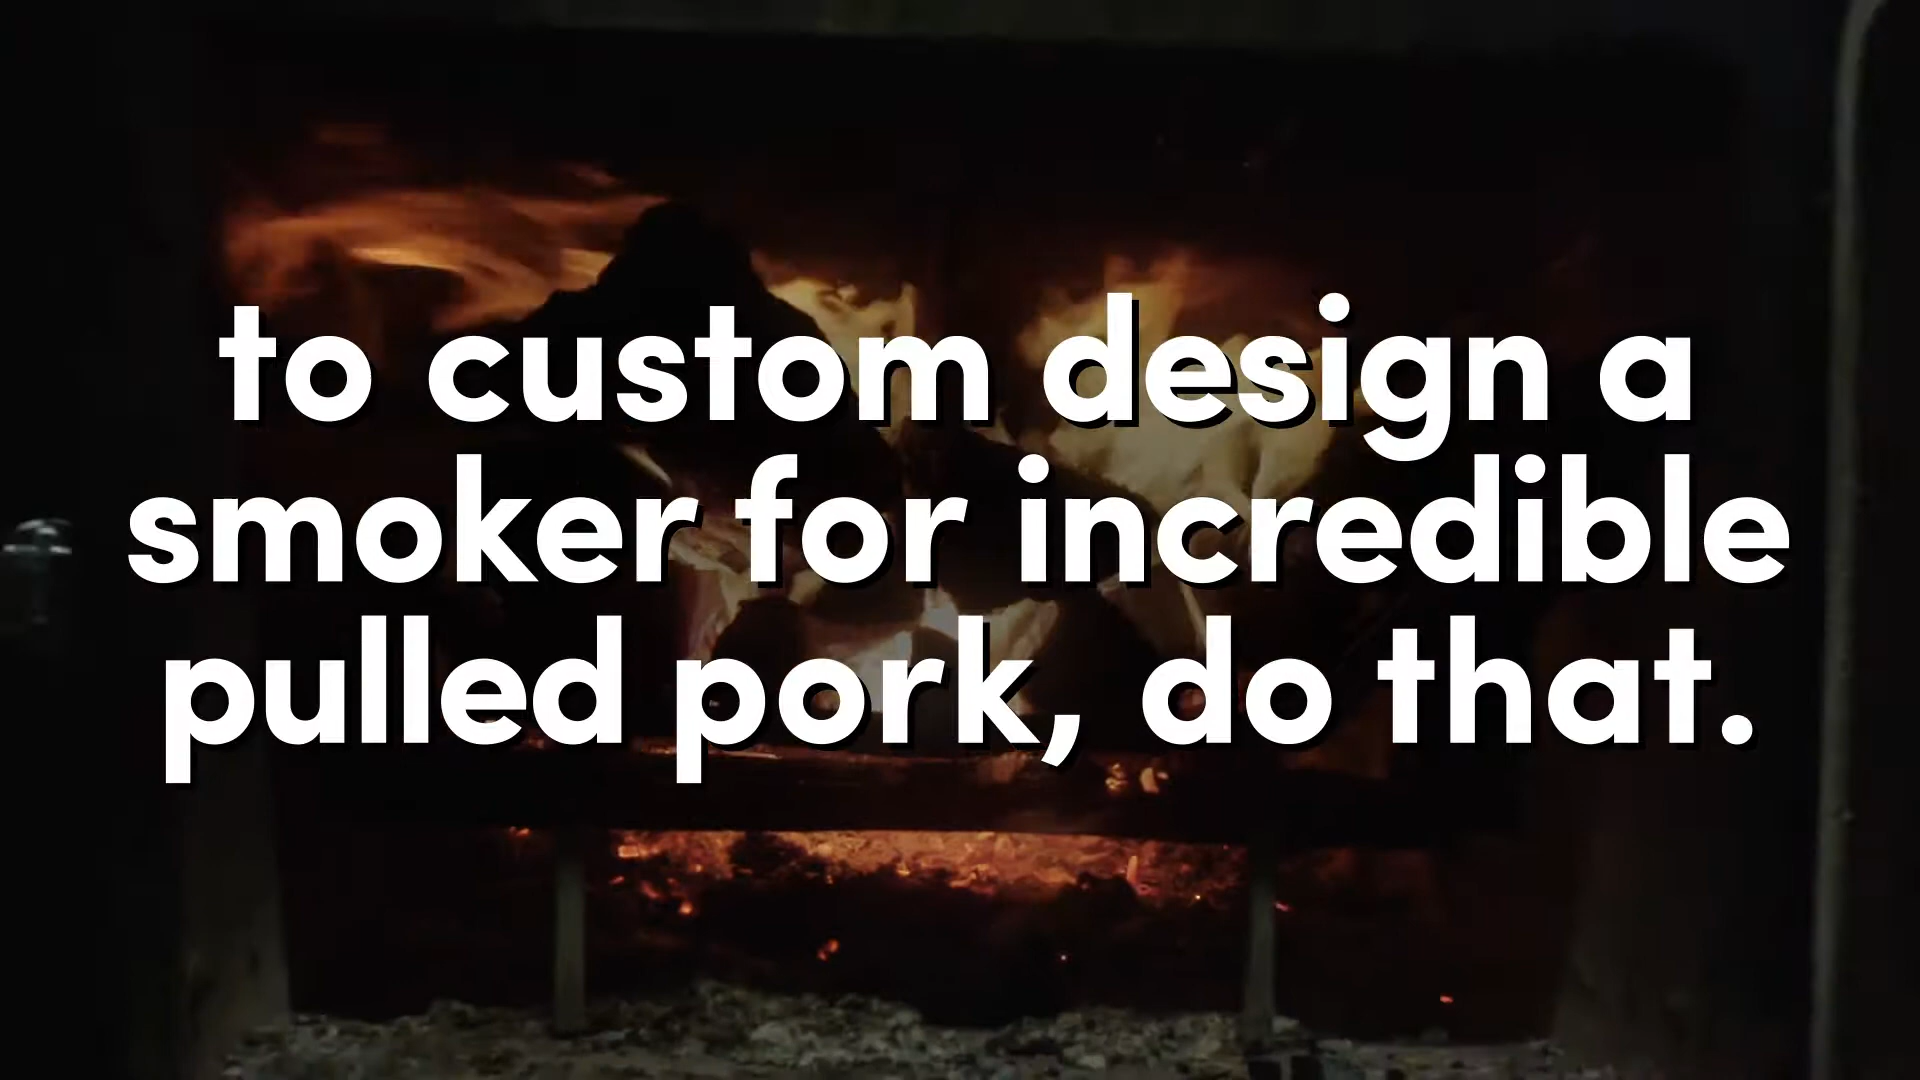 to custom design a
smoker for incredible
pulled pork, do that.